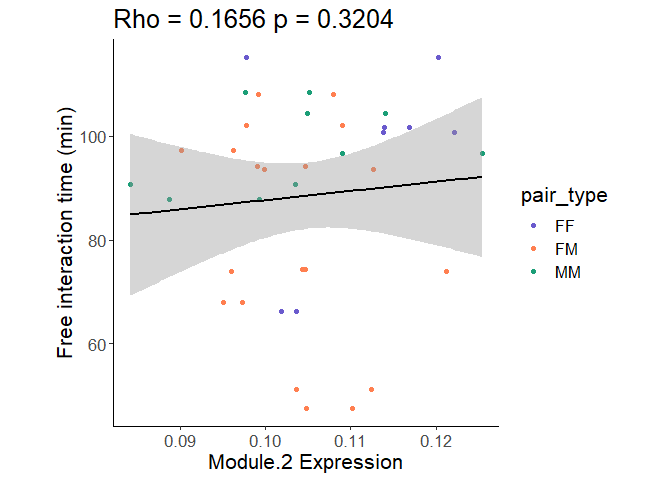 Rho = 0.1656 p = 0.3204
Free interaction time (min)
100
80
60
0.09 0.10 0.11 0.12
Module.2 Expression
pair_type
FF
FM
MM